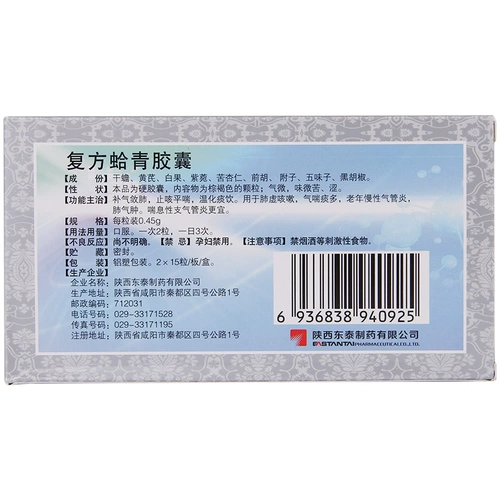 复方蛤青胶囊
【成　份】干蟾、黄芪、白果、紫菀、苦杏仁、前胡、附子、五味子、黑胡椒。
【性　状】本品为硬胶囊，内容物为棕褐色的颗粒；气微，味微苦、涩。
【功能主治】补气敛肺，止咳平喘，温化痰饮。用于肺虚咳嗽，气喘痰多，老年慢性气管炎，
肺气肿。喘息性支气管炎更宜。
【规　格】每粒装0.45g
【用法用量】口服。一次2粒，一日3次。
【不良反应】尚不明确。【禁　忌】孕妇禁用。【注意事项】禁烟酒等刺激性食物。
【贮　藏】密封。
【包　装】铝塑包装。2×15粒/板/盒。
【生产企业】
企业名称：陕西东泰制药有限公司
生产地址：陕西省咸阳市秦都区四号公路1号
邮政编码：712031
电话号码：029-33171528
传真号码：029-33171195
注册地址：陕西省咸阳市秦都区四号公路1号
6 936838 940925
陕西东泰制药有限公司
EASTANTAI PHARMACEUTICAL CO.,LTD.